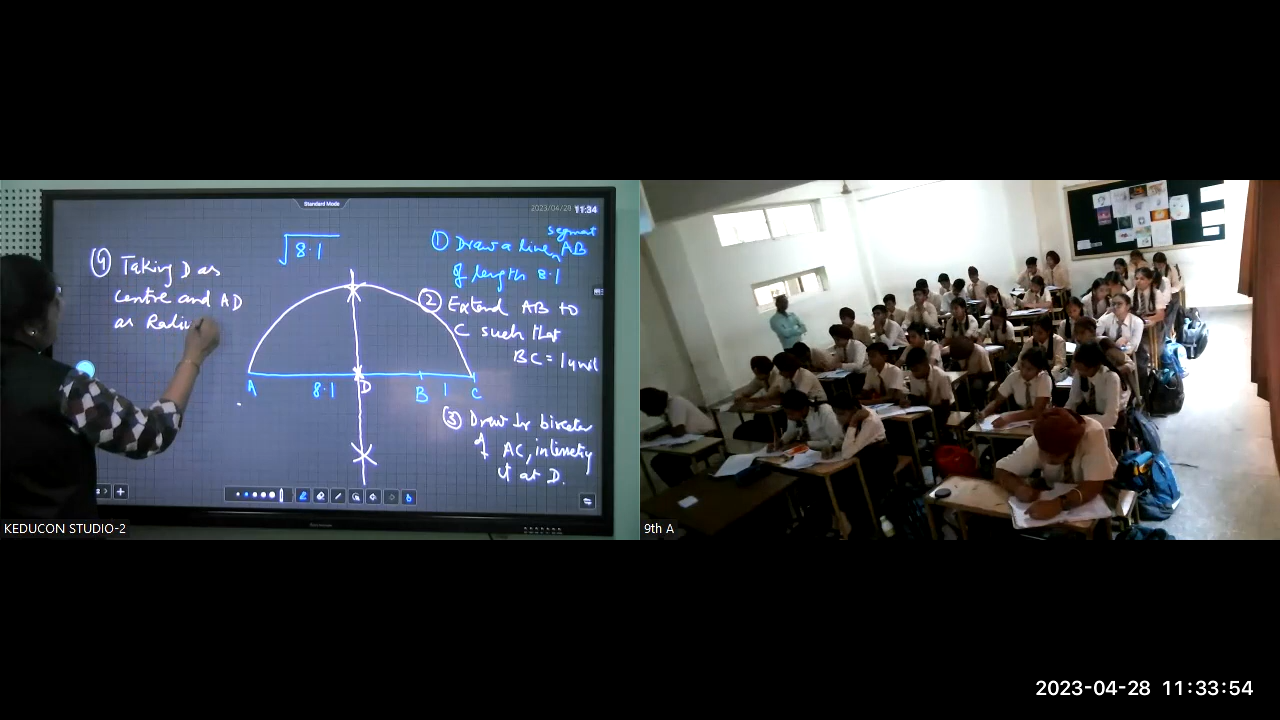 Standard Mode
2023/04/28 11:34
√8.1
① Draw a line segment AB
of length 8.1
② Extend AB to
C such that
BC = 1 unit
③ Draw ⊥r bisector
of AC, intersecting
it at D.
④ Taking D as
centre and AD
as Radiu
A 8.1 D B 1 C
KEDUCON STUDIO-2
9th A
2023-04-28 11:33:54